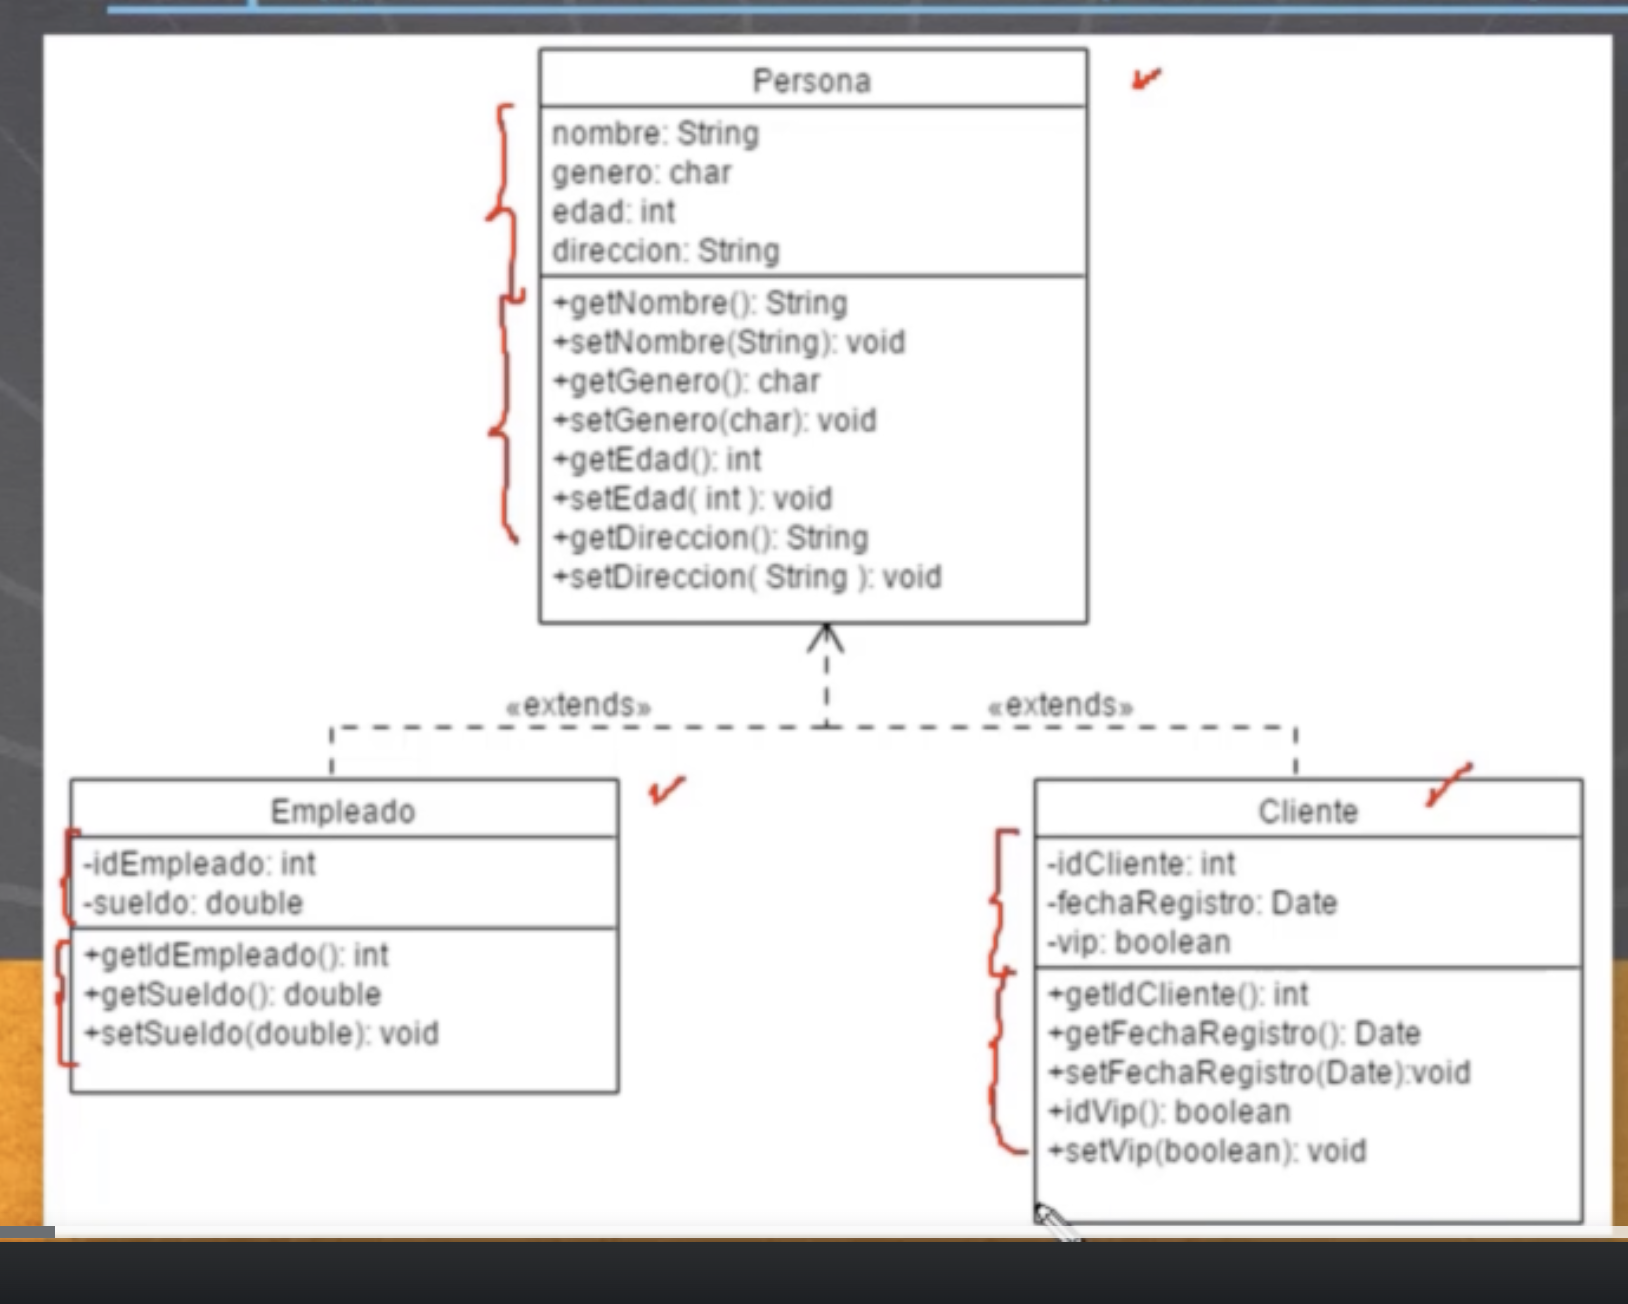 Persona
nombre: String
genero: char
edad: int
direccion: String
+getNombre(): String
+setNombre(String): void
+getGenero(): char
+setGenero(char): void
+getEdad(): int
+setEdad( int ): void
+getDireccion(): String
+setDireccion( String ): void
«extends» «extends»
Empleado
-idEmpleado: int
-sueldo: double
+getIdEmpleado(): int
+getSueldo(): double
+setSueldo(double): void
Cliente
-idCliente: int
-fechaRegistro: Date
-vip: boolean
+getIdCliente(): int
+getFechaRegistro(): Date
+setFechaRegistro(Date):void
+idVip(): boolean
+setVip(boolean): void